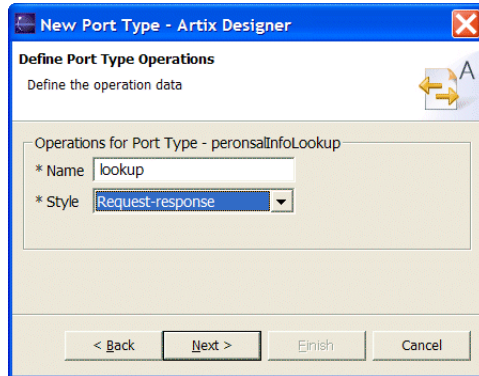 New Port Type - Artix Designer
Define Port Type Operations
Define the operation data
A
Operations for Port Type - peronsalInfoLookup
* Name lookup
* Style Request-response
< Back Next > Finish Cancel